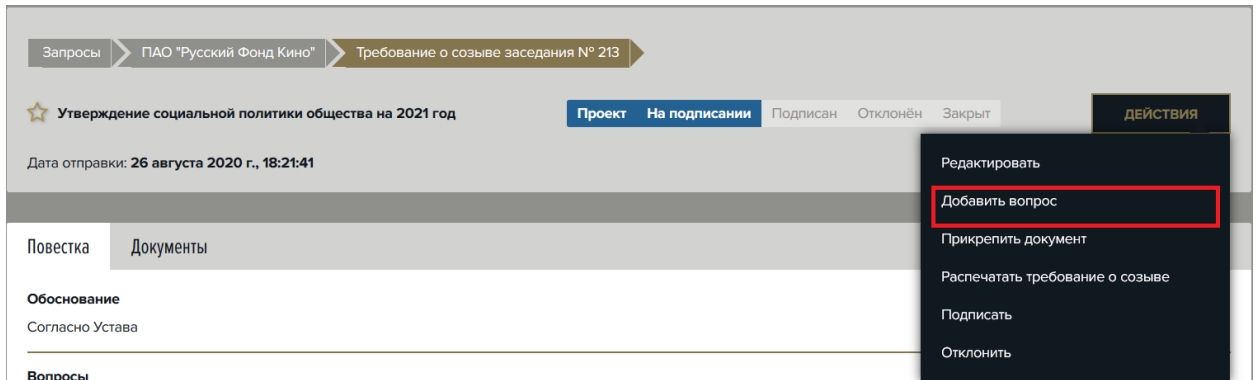 Запросы ПАО "Русский Фонд Кино" Требование о созыве заседания № 213
Утверждение социальной политики общества на 2021 год Проект На подписании Подписан Отклонён Закрыт ДЕЙСТВИЯ
Дата отправки: 26 августа 2020 г., 18:21:41
Редактировать
Добавить вопрос
Прикрепить документ
Распечатать требование о созыве
Подписать
Отклонить
Повестка Документы
Обоснование
Согласно Устава
Вопросы